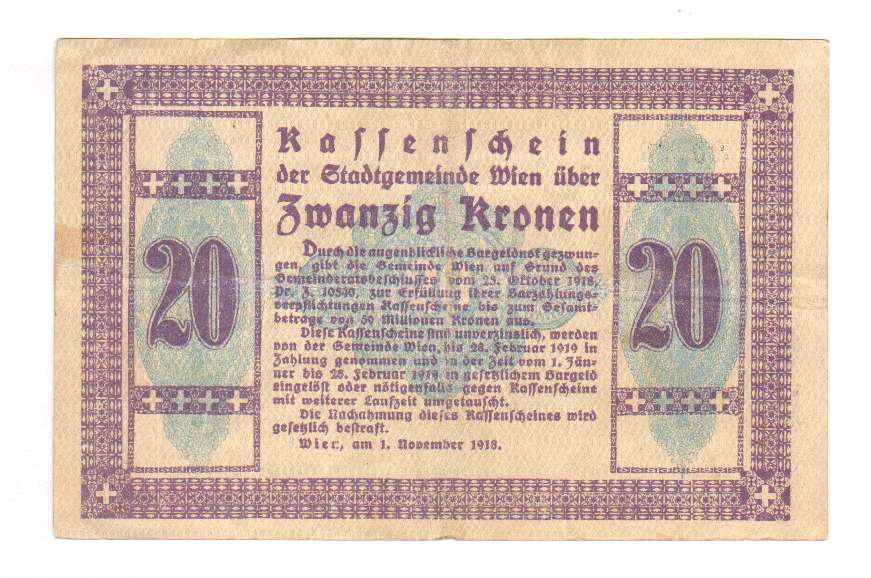 Kassenschein
der Stadtgemeinde Wien über
Zwanzig Kronen
20
20
Durch die augenblickliche Bargeldnot gezwun-
gen, gibt die Gemeinde Wien auf Grund des
Gemeinderatsbeschlusses vom 25. Oktober 1918,
Pr. Z. 10540, zur Erfüllung ihrer Barzahlungs-
verpflichtungen Kassenscheine bis zum Gesamt-
betrage von 50 Millionen Kronen aus.
Diese Kassenscheine sind unverzinslich, werden
von der Gemeinde Wien, bis 28. Februar 1919 in
Zahlung genommen und in der Zeit vom 1. Jän-
ner bis 28. Februar 1919 in gesetzlichem Bargeld
eingelöst oder nötigenfalls gegen Kassenscheine
mit weiterer Laufzeit umgetauscht.
Die Nachahmung dieses Kassenscheines wird
gesetzlich bestraft.
Wien, am 1. November 1918.